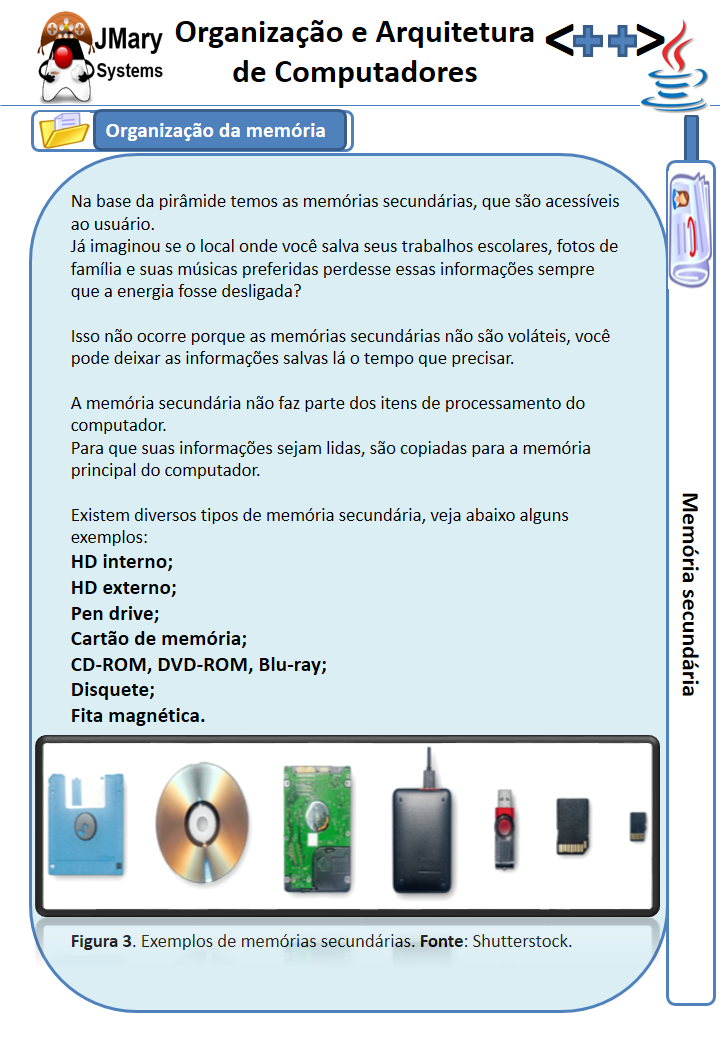 JMary
Systems
Organização e Arquitetura
de Computadores
<++>
Organização da memória
Na base da pirâmide temos as memórias secundárias, que são acessíveis
ao usuário.
Já imaginou se o local onde você salva seus trabalhos escolares, fotos de
família e suas músicas preferidas perdesse essas informações sempre
que a energia fosse desligada?
Isso não ocorre porque as memórias secundárias não são voláteis, você
pode deixar as informações salvas lá o tempo que precisar.
A memória secundária não faz parte dos itens de processamento do
computador.
Para que suas informações sejam lidas, são copiadas para a memória
principal do computador.
Existem diversos tipos de memória secundária, veja abaixo alguns
exemplos:
HD interno;
HD externo;
Pen drive;
Cartão de memória;
CD-ROM, DVD-ROM, Blu-ray;
Disquete;
Fita magnética.
Figura 3. Exemplos de memórias secundárias. Fonte: Shutterstock.
Memória secundária